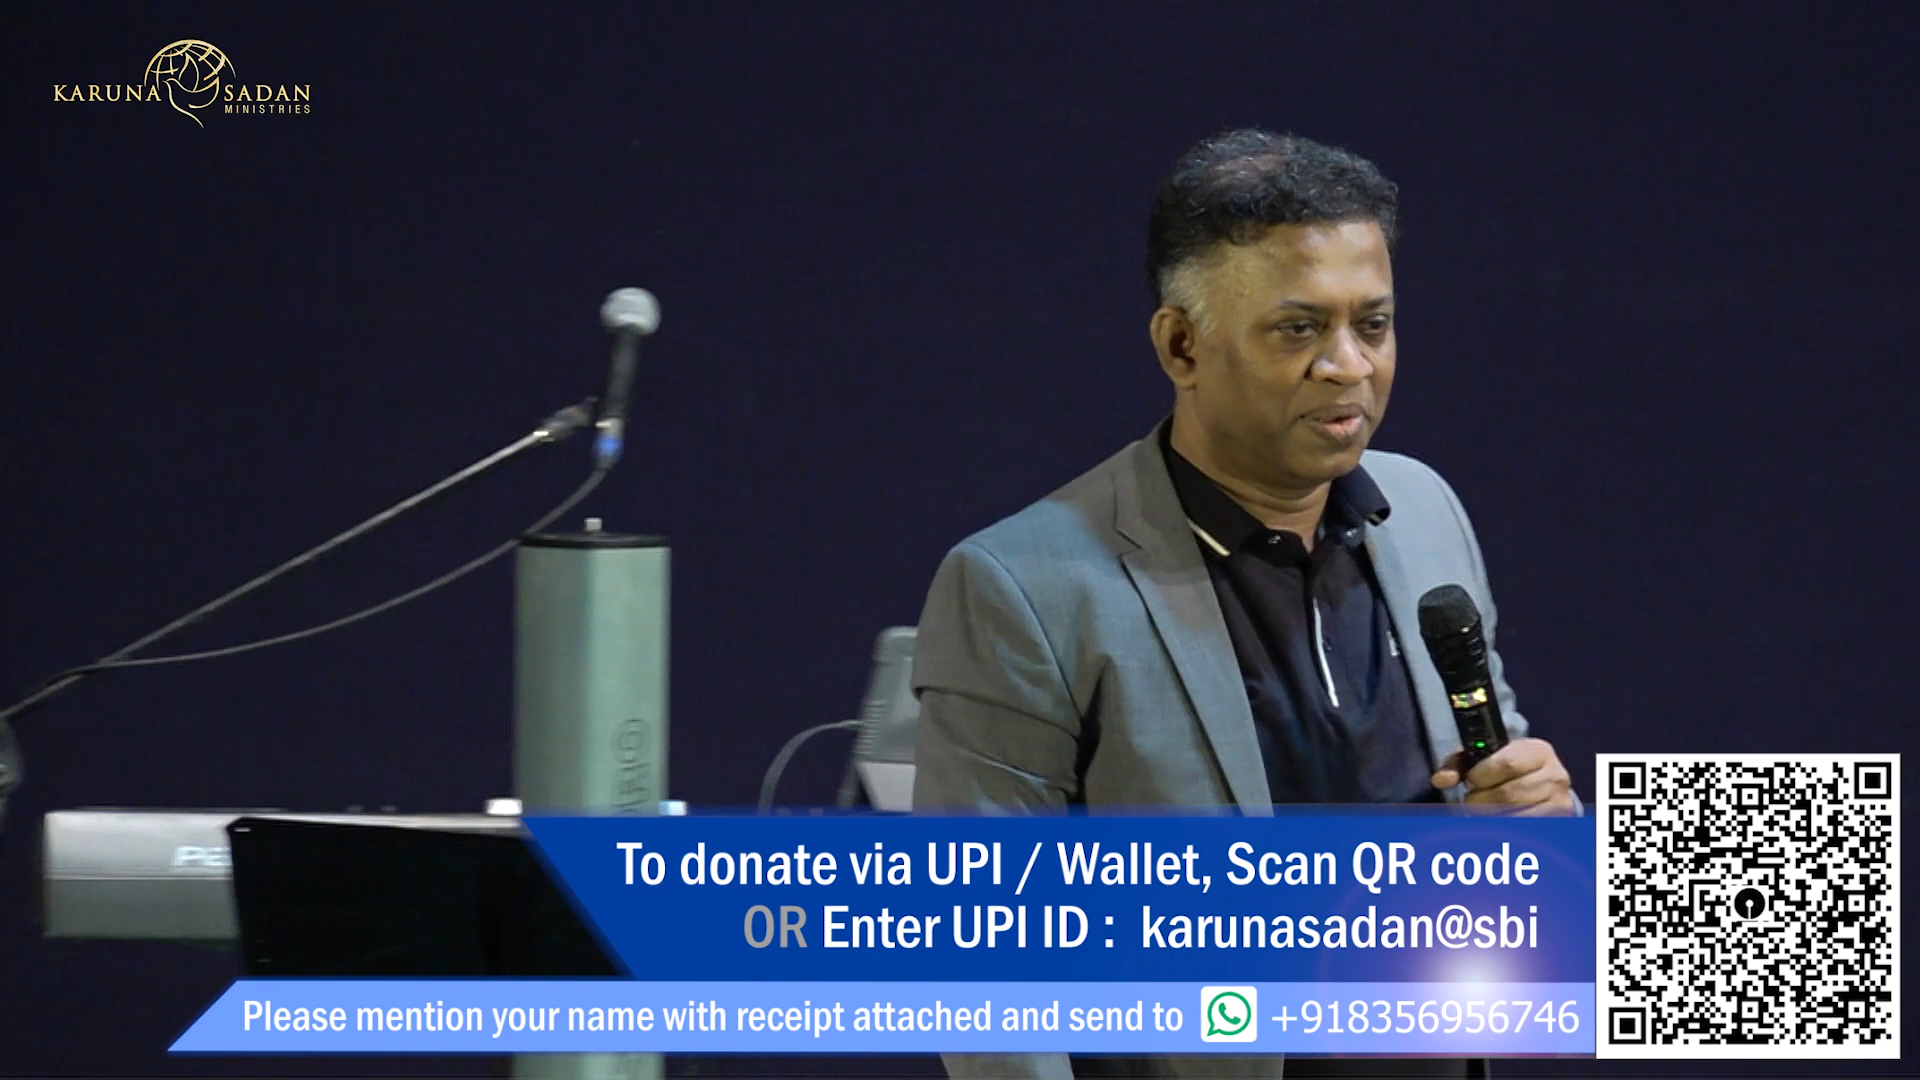 KARUNA SADAN
MINISTRIES
To donate via UPI / Wallet, Scan QR code
OR Enter UPI ID : karunasadan@sbi
Please mention your name with receipt attached and send to +918356956746